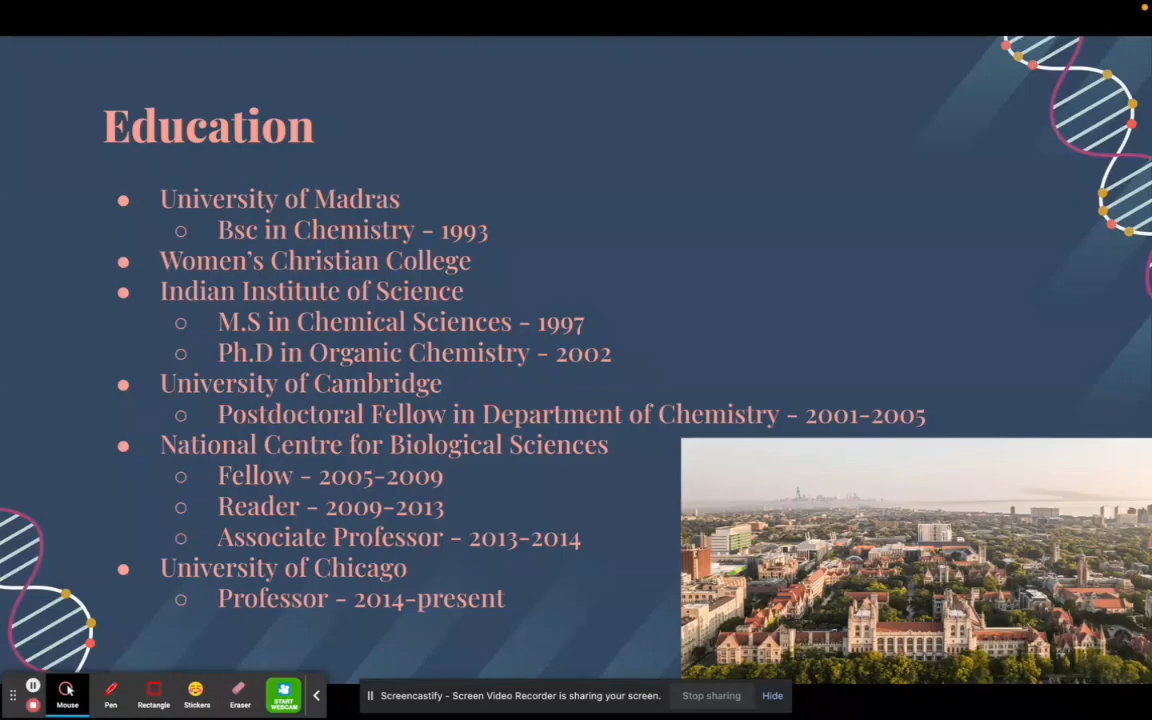 Education
University of Madras
Bsc in Chemistry - 1993
Women's Christian College
Indian Institute of Science
M.S in Chemical Sciences - 1997
Ph.D in Organic Chemistry - 2002
University of Cambridge
Postdoctoral Fellow in Department of Chemistry - 2001-2005
National Centre for Biological Sciences
Fellow - 2005-2009
Reader - 2009-2013
Associate Professor - 2013-2014
University of Chicago
Professor - 2014-present
Mouse
Pen
Rectangle
Stickers
Eraser
START
WEBCAM
Screencastify - Screen Video Recorder is sharing your screen.
Stop sharing
Hide